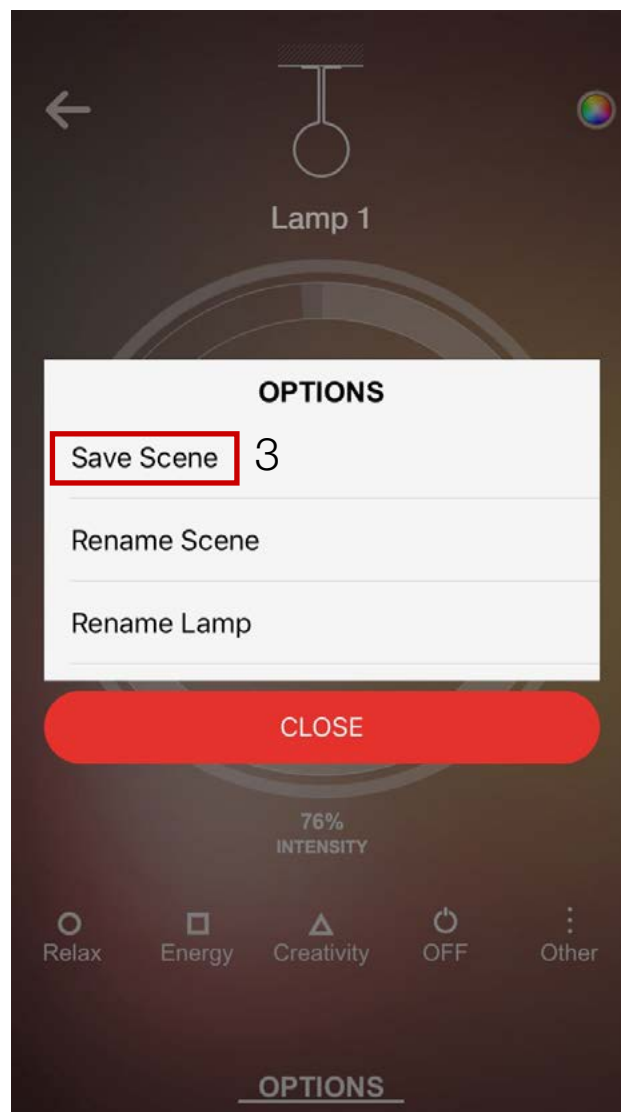 Lamp 1
OPTIONS
Save Scene 3
Rename Scene
Rename Lamp
CLOSE
76%
INTENSITY
Relax Energy Creativity OFF Other
OPTIONS